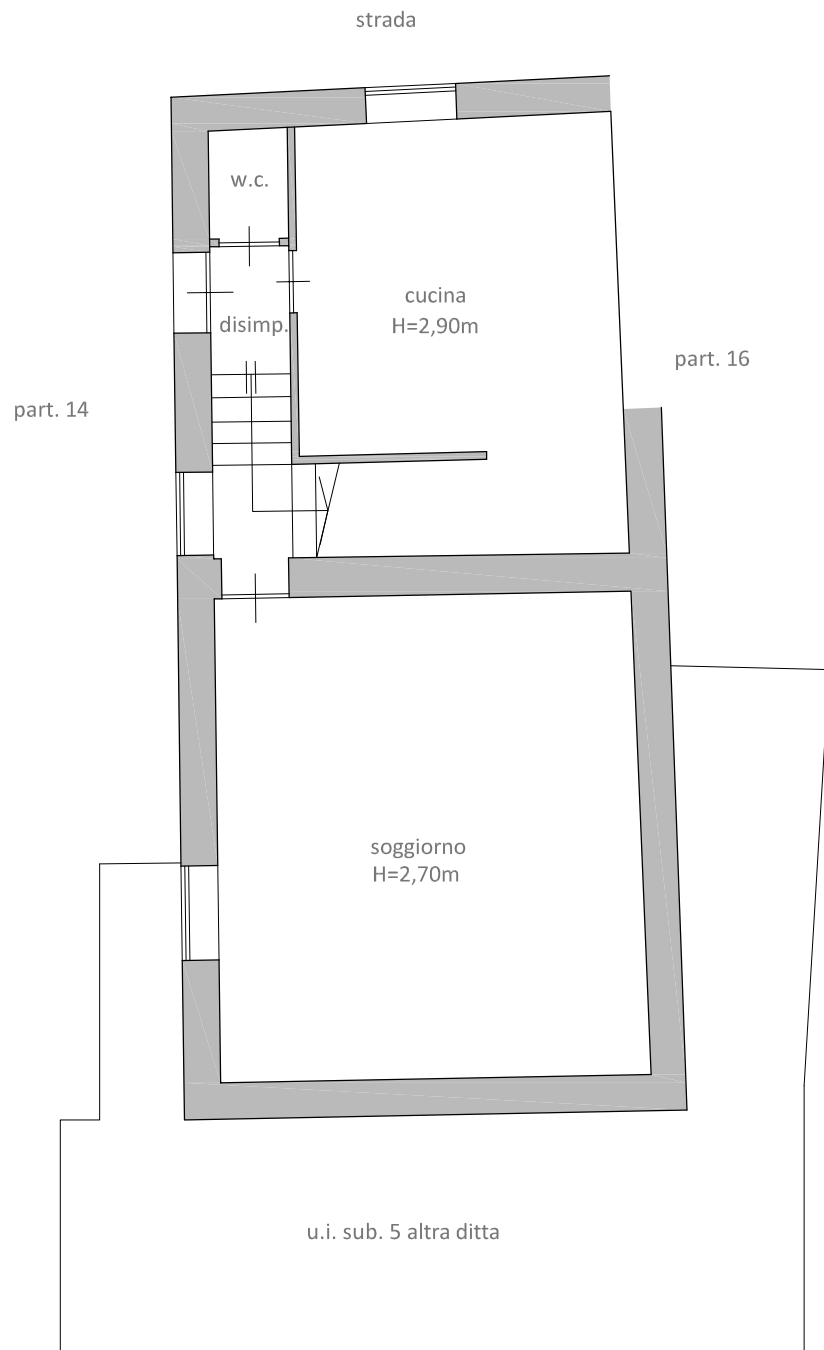 strada
w.c.
cucina
H=2,90m
disimp.
part. 16
part. 14
soggiorno
H=2,70m
u.i. sub. 5 altra ditta